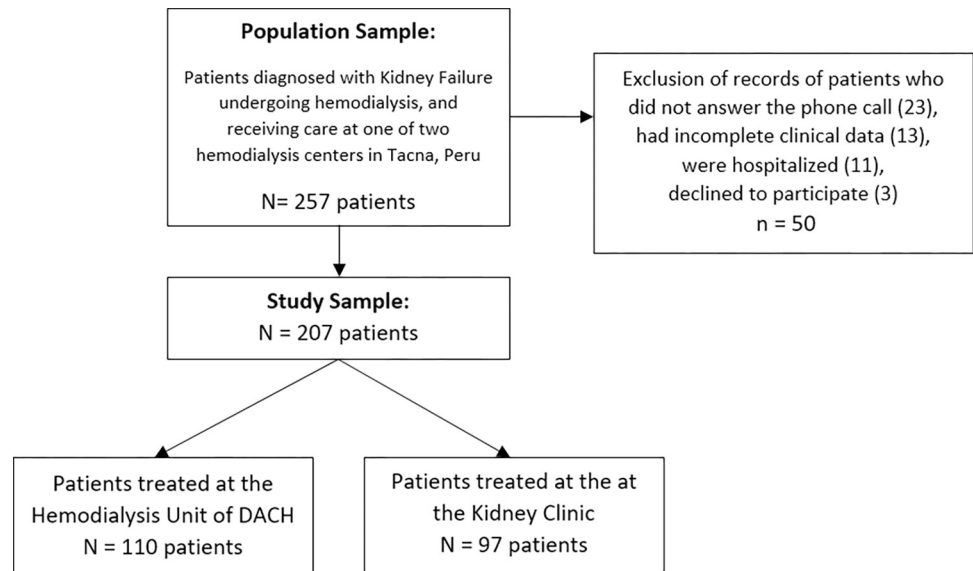 Population Sample:
Patients diagnosed with Kidney Failure
undergoing hemodialysis, and
receiving care at one of two
hemodialysis centers in Tacna, Peru
N= 257 patients
Exclusion of records of patients who
did not answer the phone call (23),
had incomplete clinical data (13),
were hospitalized (11),
declined to participate (3)
n = 50
Study Sample:
N = 207 patients
Patients treated at the
Hemodialysis Unit of DACH
N = 110 patients
Patients treated at the at
the Kidney Clinic
N = 97 patients